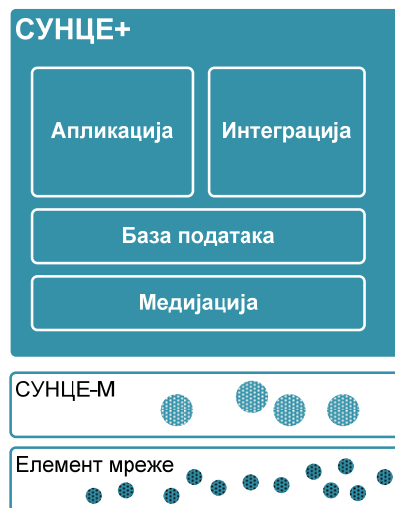 СУНЦЕ+
Апликација
Интеграција
База података
Медијација
СУНЦЕ-М
Елемент мреже